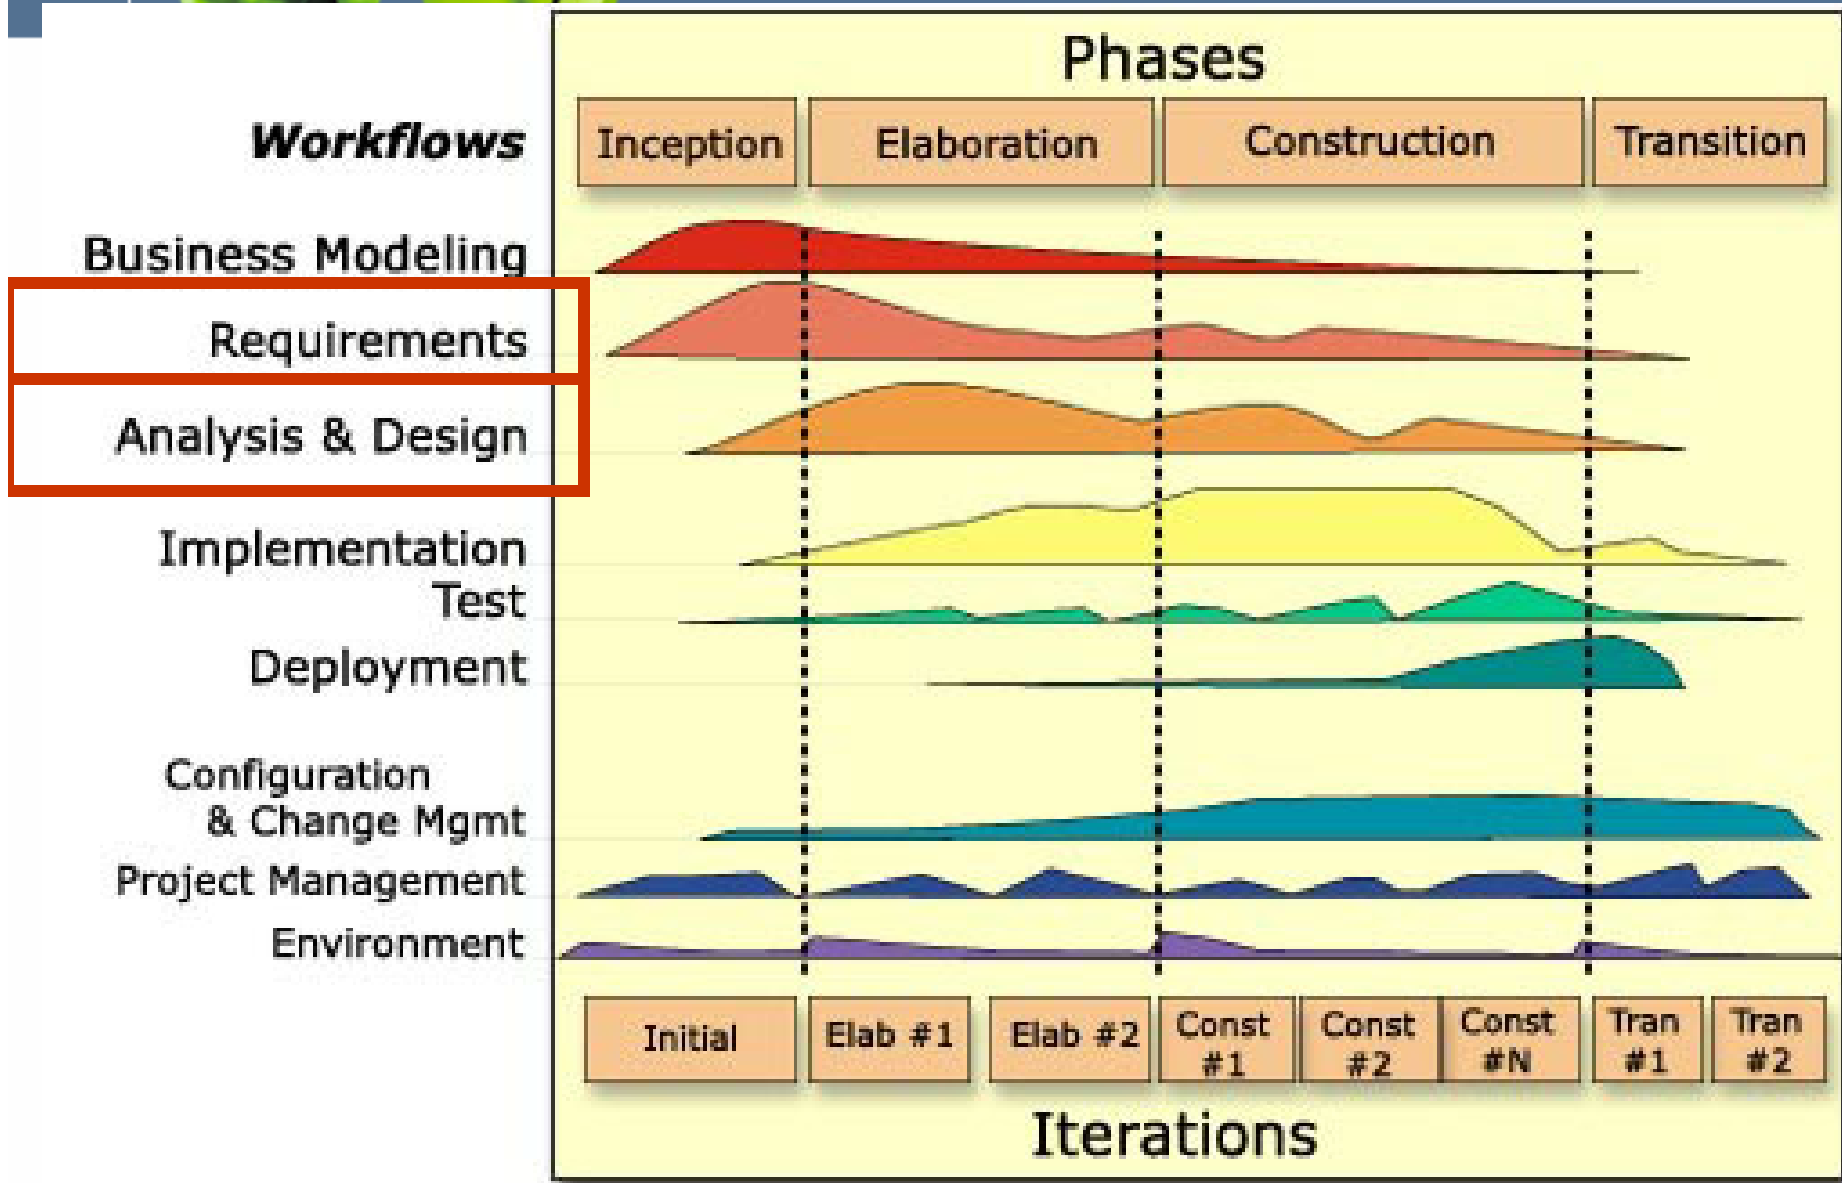 Phases
Workflows
Inception
Elaboration
Construction
Transition
Business Modeling
Requirements
Analysis & Design
Implementation
Test
Deployment
Configuration
& Change Mgmt
Project Management
Environment
Initial
Elab #1
Elab #2
Const
#1
Const
#2
Const
#N
Tran
#1
Tran
#2
Iterations